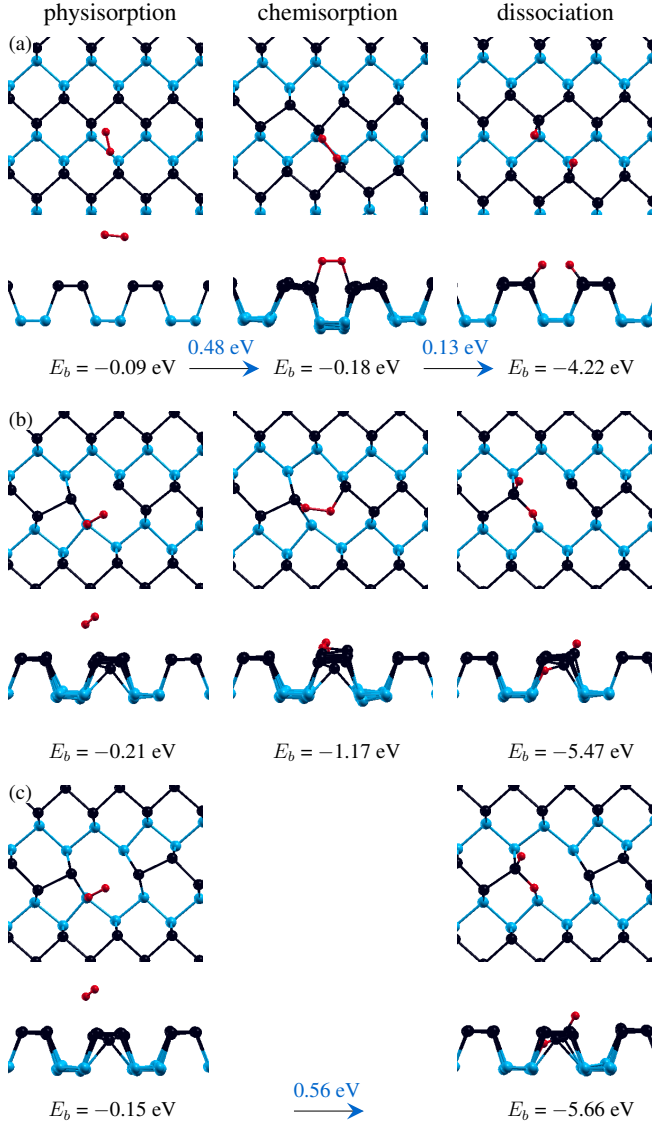 physisorption chemisorption dissociation
(a)
0.48 eV 0.13 eV
E_b = −0.09 eV E_b = −0.18 eV E_b = −4.22 eV
(b)
E_b = −0.21 eV E_b = −1.17 eV E_b = −5.47 eV
(c)
0.56 eV
E_b = −0.15 eV E_b = −5.66 eV